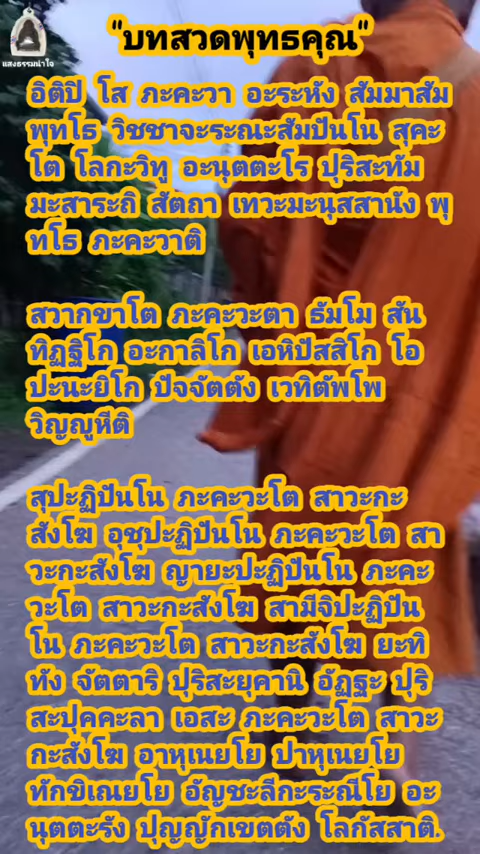 แสงธรรมนำใจ
"บทสวดพุทธคุณ"
อิติปิ โส ภะคะวา อะระหัง สัมมาสัม
พุทโธ วิชชาจะระณะสัมปันโน สุคะ
โต โลกะวิทู อะนุตตะโร ปุริสะทัม
มะสาระถิ สัตถา เทวะมะนุสสานัง พุ
ทโธ ภะคะวาติ
สวากขาโต ภะคะวะตา ธัมโม สัน
ทิฏฐิโก อะกาลิโก เอหิปัสสิโก โอ
ปะนะยิโก ปัจจัตตัง เวทิตัพโพ
วิญญูหีติ
สุปะฏิปันโน ภะคะวะโต สาวะกะ
สังโฆ อุชุปะฏิปันโน ภะคะวะโต สา
วะกะสังโฆ ญายะปะฏิปันโน ภะคะ
วะโต สาวะกะสังโฆ สามีจิปะฏิปัน
โน ภะคะวะโต สาวะกะสังโฆ ยะทิ
ทัง จัตตาริ ปุริสะยุคานิ อัฏฐะ ปุริ
สะปุคคะลา เอสะ ภะคะวะโต สาวะ
กะสังโฆ อาหุเนยโย ปาหุเนยโย
ทักขิเณยโย อัญชะลีกะระณีโย อะ
นุตตะรัง ปุญญักเขตตัง โลกัสสาติ.